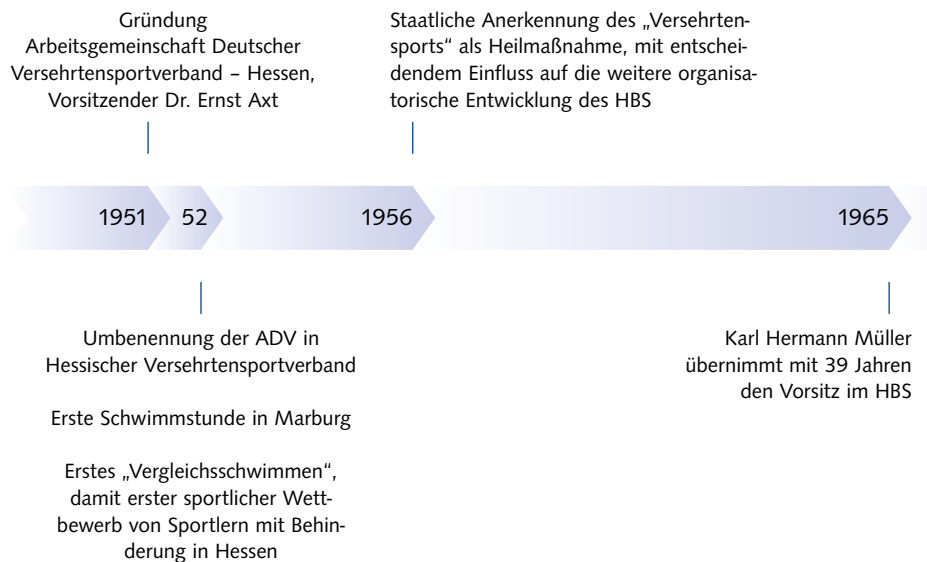 Gründung
Arbeitsgemeinschaft Deutscher
Versehrtensportverband – Hessen,
Vorsitzender Dr. Ernst Axt
Staatliche Anerkennung des „Versehrten-
sports“ als Heilmaßnahme, mit entschei-
dendem Einfluss auf die weitere organisa-
torische Entwicklung des HBS
1951 52 1956 1965
Umbenennung der ADV in
Hessischer Versehrtensportverband
Erste Schwimmstunde in Marburg
Erstes „Vergleichsschwimmen“,
damit erster sportlicher Wett-
bewerb von Sportlern mit Behin-
derung in Hessen
Karl Hermann Müller
übernimmt mit 39 Jahren
den Vorsitz im HBS